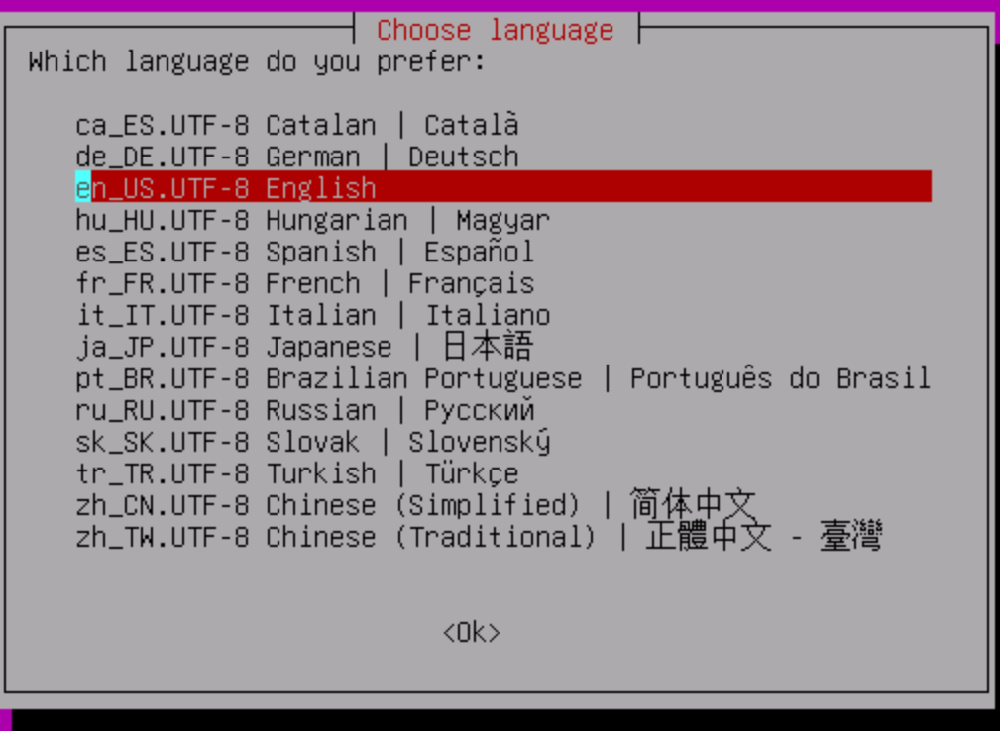 Choose language
Which language do you prefer:
ca_ES.UTF-8 Catalan | Català
de_DE.UTF-8 German | Deutsch
en_US.UTF-8 English
hu_HU.UTF-8 Hungarian | Magyar
es_ES.UTF-8 Spanish | Español
fr_FR.UTF-8 French | Français
it_IT.UTF-8 Italian | Italiano
ja_JP.UTF-8 Japanese | 日本語
pt_BR.UTF-8 Brazilian Portuguese | Português do Brasil
ru_RU.UTF-8 Russian | Русский
sk_SK.UTF-8 Slovak | Slovenský
tr_TR.UTF-8 Turkish | Türkçe
zh_CN.UTF-8 Chinese (Simplified) | 简体中文
zh_TW.UTF-8 Chinese (Traditional) | 正體中文 - 臺灣
<Ok>